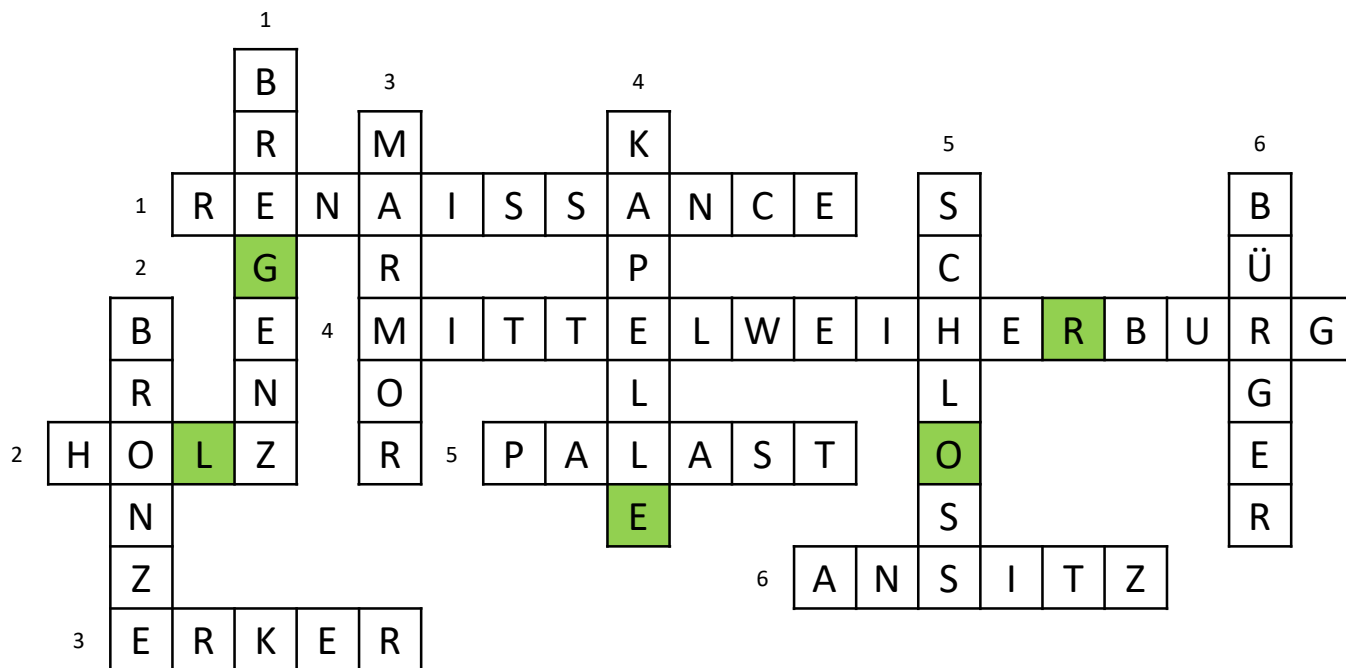 1
B 3 4
R M K 5 6
1 R E N A I S S A N C E S B
2 G R P C Ü
B E 4 M I T T E L W E I H E R B U R G
R N O L L G
2 H O L Z R 5 P A L A S T O E
N E S R
Z 6 A N S I T Z
3 E R K E R